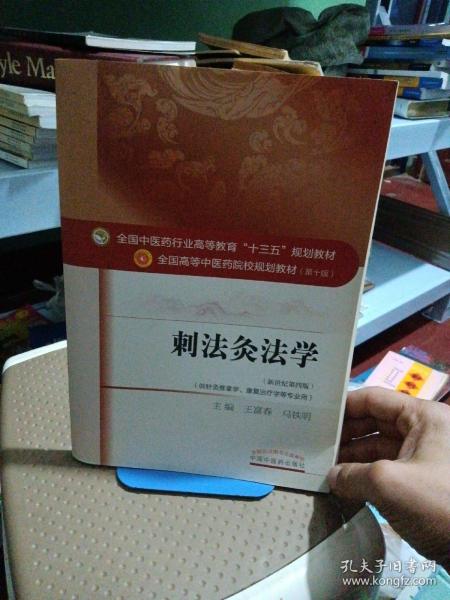 yle Ma
全国中医药行业高等教育“十三五”规划教材
全国高等中医药院校规划教材（第十版）
刺法灸法学
（新世纪第四版）
（供针灸推拿学、康复治疗学等专业用）
主编 王富春 马铁明
中国中医药出版社
孔夫子旧书网
www.kongfz.com